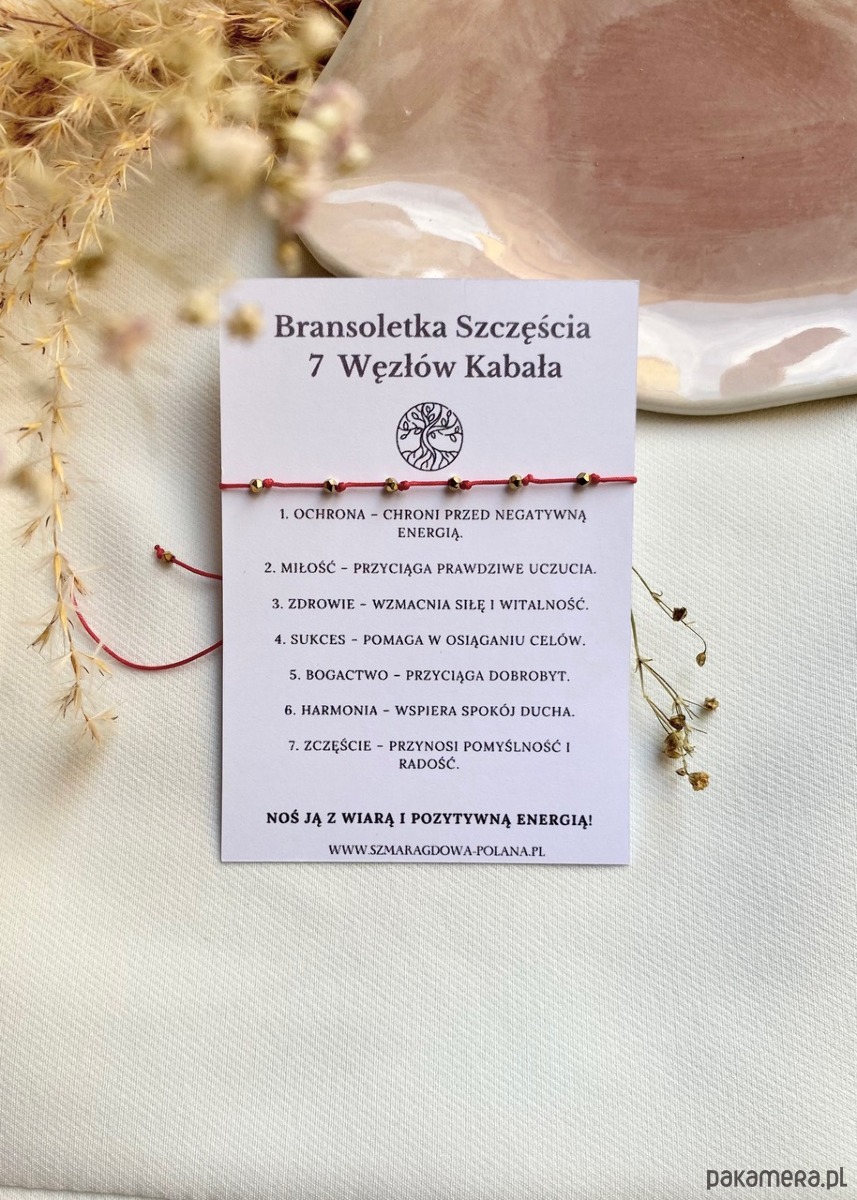 Bransoletka Szczęścia
7 Węzłów Kabała
1. OCHRONA – CHRONI PRZED NEGATYWNĄ
ENERGIĄ.
2. MIŁOŚĆ – PRZYCIĄGA PRAWDZIWE UCZUCIA.
3. ZDROWIE – WZMACNIA SIŁĘ I WITALNOŚĆ.
4. SUKCES – POMAGA W OSIĄGANIU CELÓW.
5. BOGACTWO – PRZYCIĄGA DOBROBYT.
6. HARMONIA – WSPIERA SPOKÓJ DUCHA.
7. ZCZĘŚCIE – PRZYNOSI POMYŚLNOŚĆ I
RADOŚĆ.
NOŚ JĄ Z WIARĄ I POZYTYWNĄ ENERGIĄ!
WWW.SZMARAGDOWA-POLANA.PL
pakamera.pl